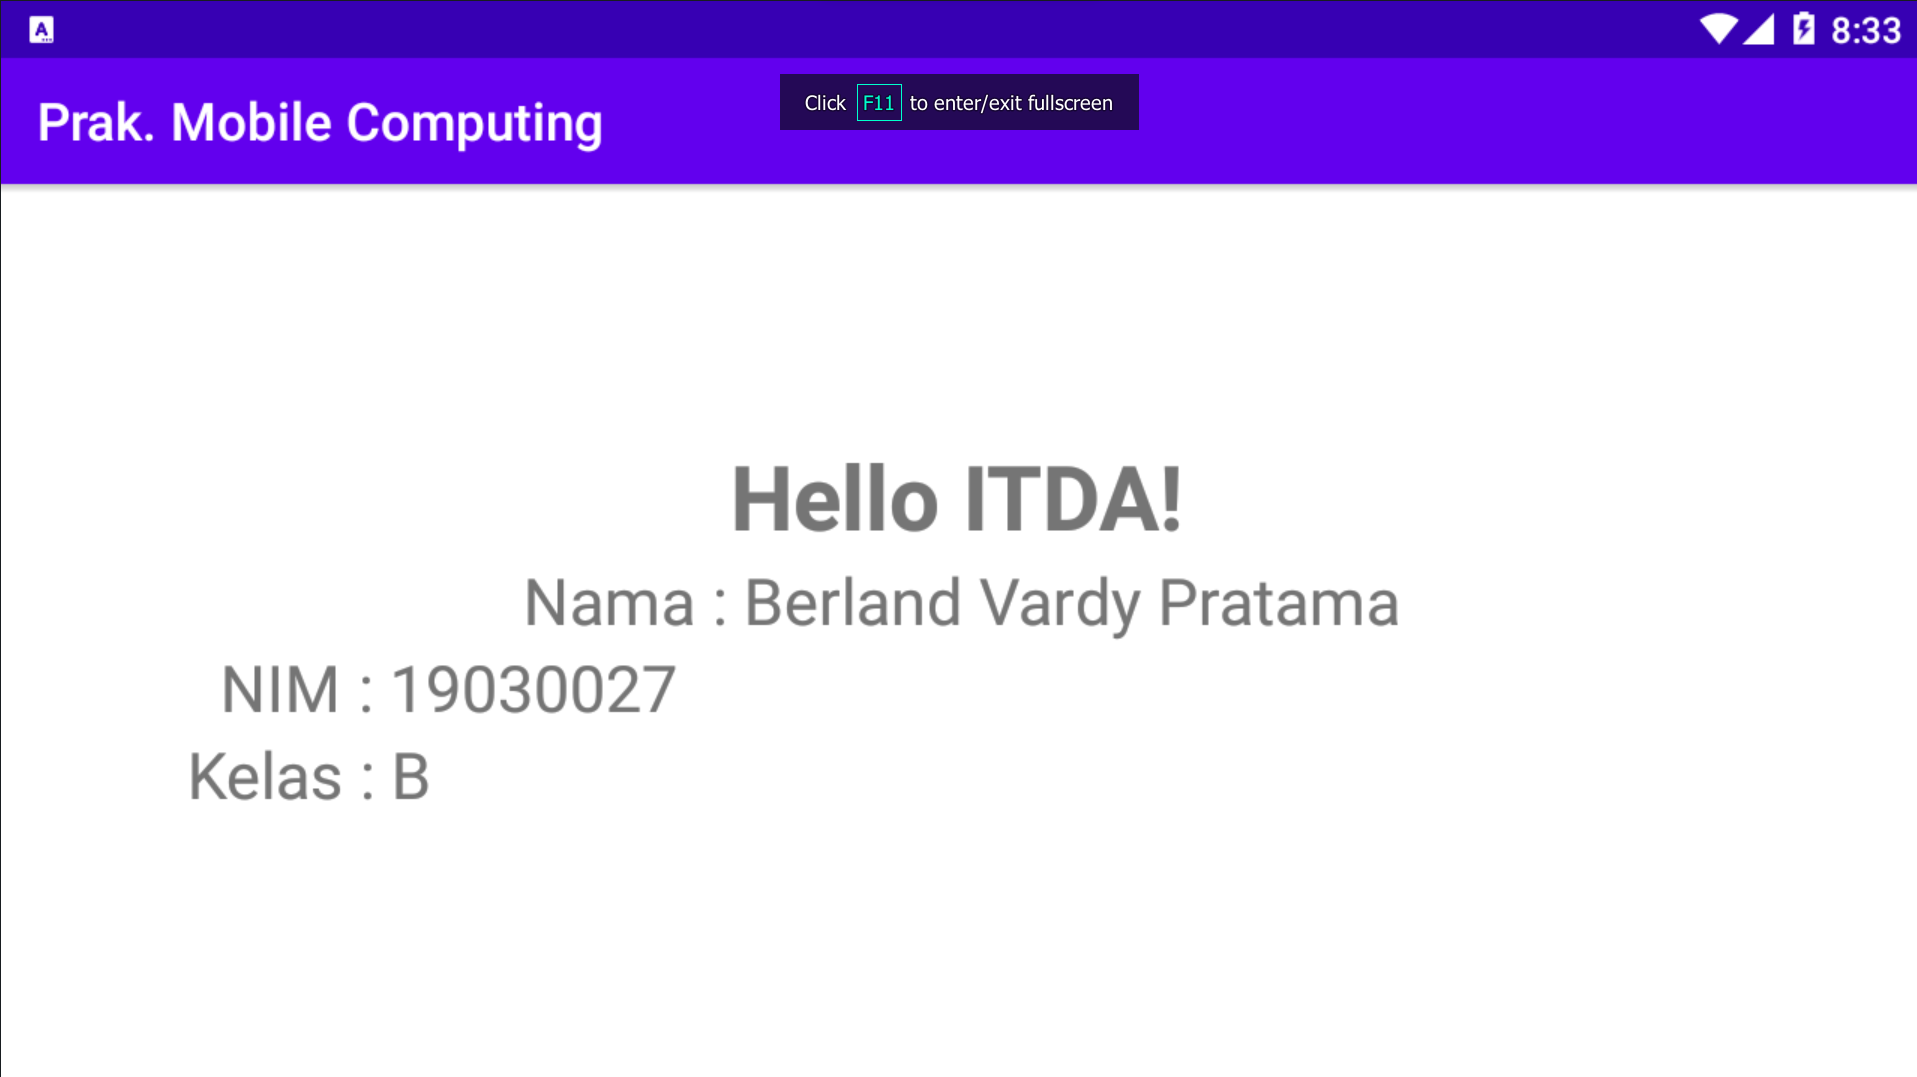 8:33
Prak. Mobile Computing
Click F11 to enter/exit fullscreen
Hello ITDA!
Nama : Berland Vardy Pratama
NIM : 19030027
Kelas : B